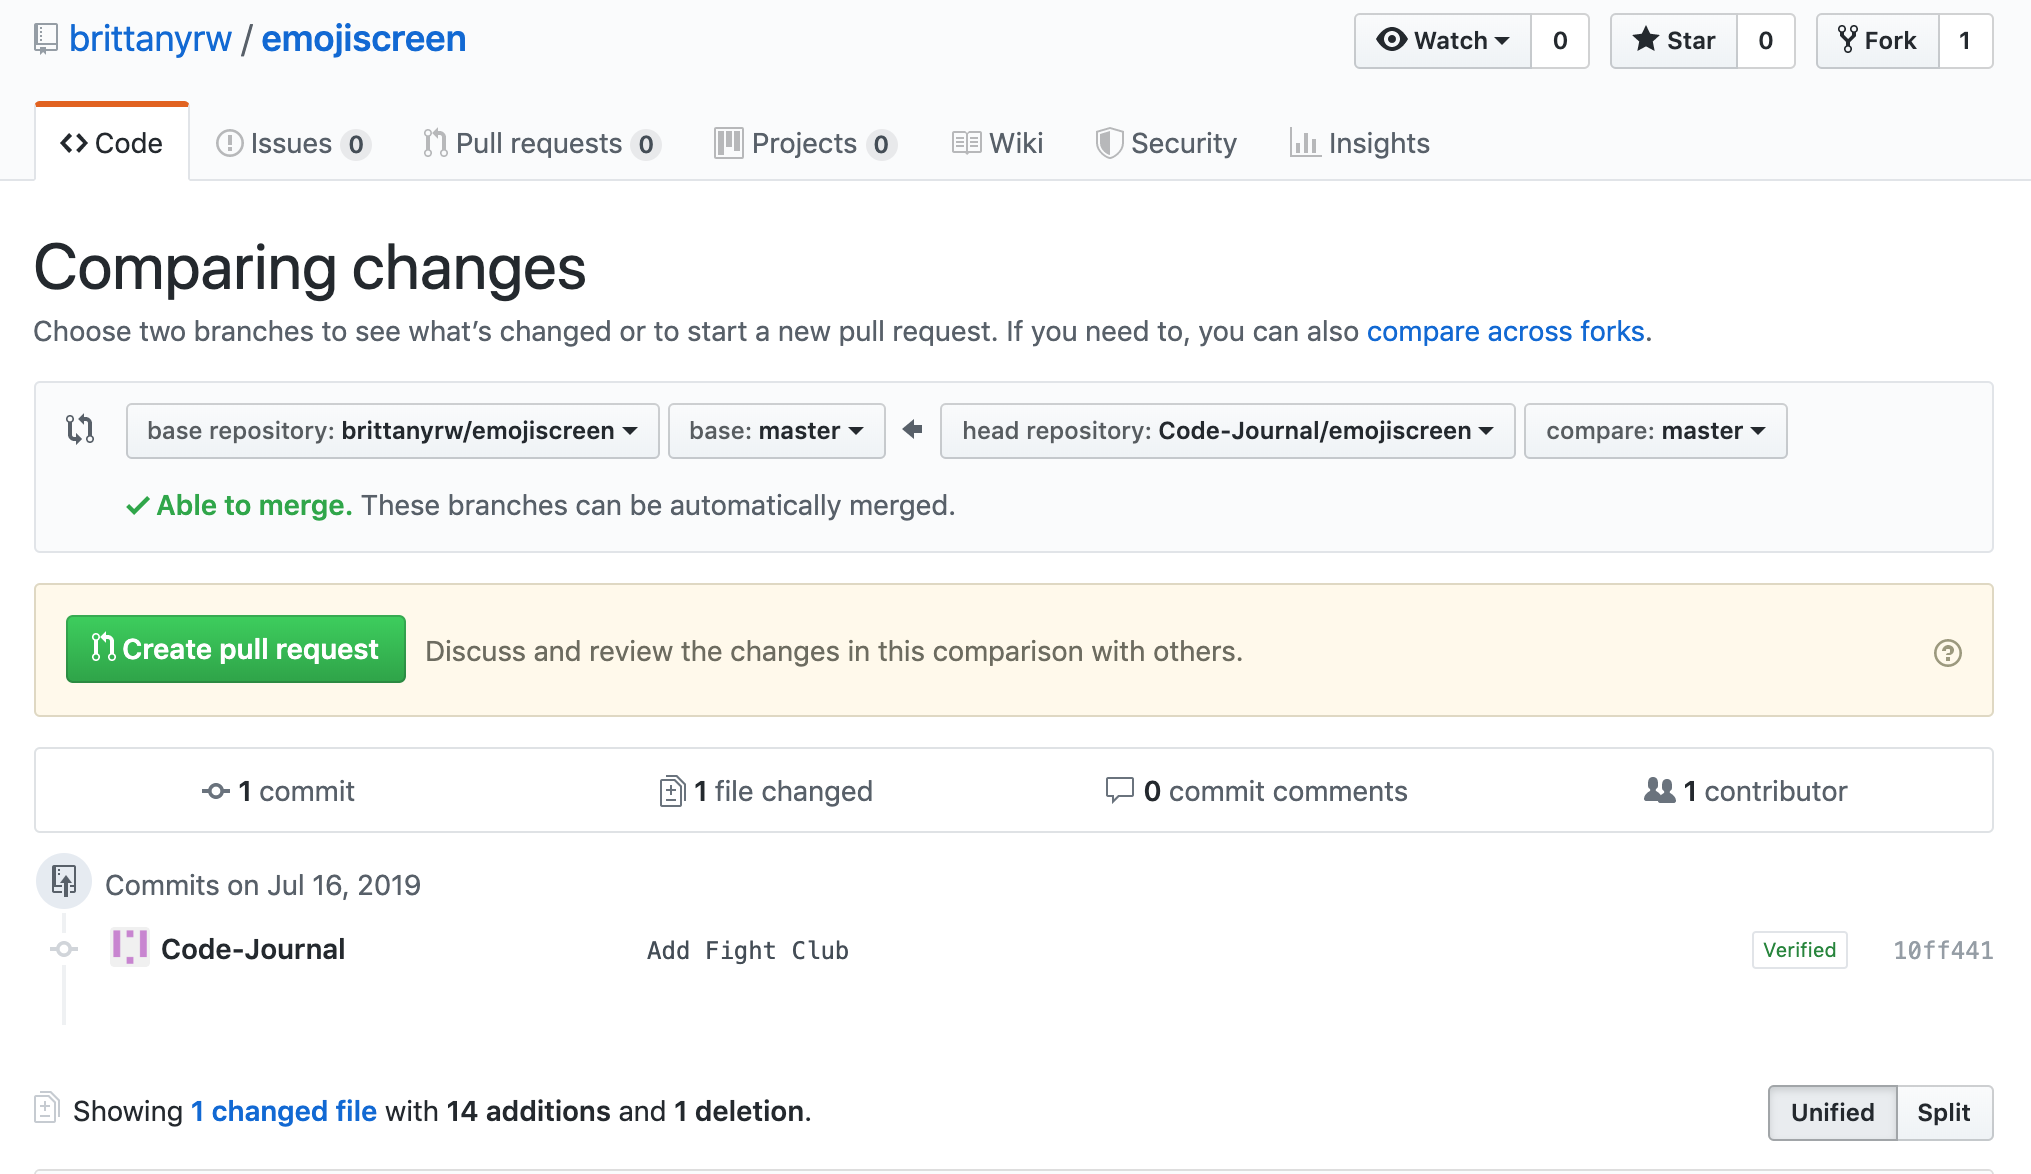 brittanyrw / emojiscreen
Watch 0 Star 0 Fork 1
Code Issues 0 Pull requests 0 Projects 0 Wiki Security Insights
Comparing changes
Choose two branches to see what’s changed or to start a new pull request. If you need to, you can also compare across forks.
base repository: brittanyrw/emojiscreen base: master head repository: Code-Journal/emojiscreen compare: master
Able to merge. These branches can be automatically merged.
Create pull request Discuss and review the changes in this comparison with others.
1 commit 1 file changed 0 commit comments 1 contributor
Commits on Jul 16, 2019
Code-Journal Add Fight Club Verified 10ff441
Showing 1 changed file with 14 additions and 1 deletion. Unified Split